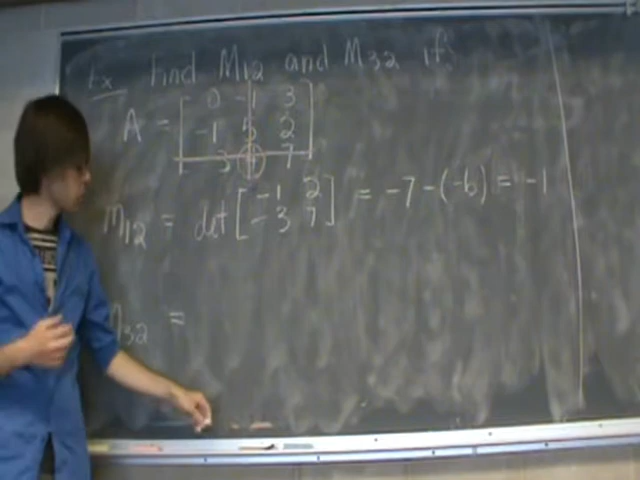 Ex Find M12 and M32 if:
A = [ 0 -1 3
-1 5 2
-3 7 ]
M12 = det [ -1 2
-3 7 ] = -7 - (-6) = -1
M32 =